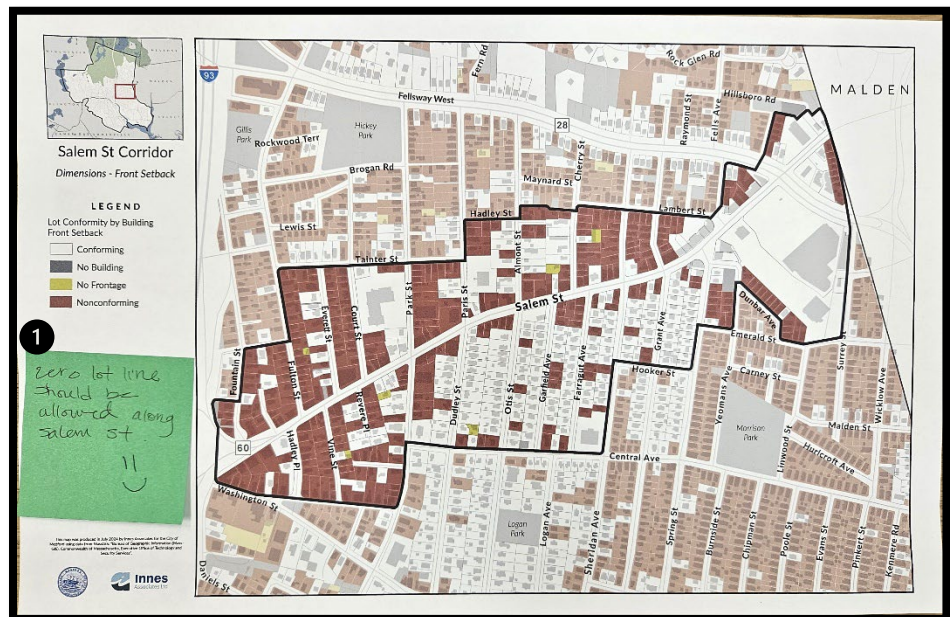 Salem St Corridor
Dimensions - Front Setback
LEGEND
Lot Conformity by Building
Front Setback
Conforming
No Building
No Frontage
Nonconforming
1
zero lot line
should be
allowed along
salem st
Innes
Associates Ltd
MALDEN
93
Fern Rd
Rock Glen Rd
Hillsboro Rd
Fellsway West
28
Raymond St
Fells Ave
Gillis
Park
Hickey
Park
Rockwood Terr
Cherry St
Brogan Rd
Maynard St
Hadley St
Lambert St
Lewis St
Almont St
Tainter St
Park St
Paris St
Salem St
Everett St
Court St
Dunbar Ave
Grant Ave
Emerald St
Surrey St
Fountain St
Fulton St
Garfield Ave
Farragut Ave
Hooker St
Carney St
Wicklow Ave
Revere Pl
Dudley St
Otis St
Yeomans Ave
Morrison
Park
Linwood St
Malden St
60
Hadley Pl
Vine St
Central Ave
Hurlcroft Ave
Washington St
Logan
Park
Logan Ave
Sheridan Ave
Spring St
Burnside St
Chipman St
Poole St
Evans St
Pinkert St
Kenmere Rd
Daniels St